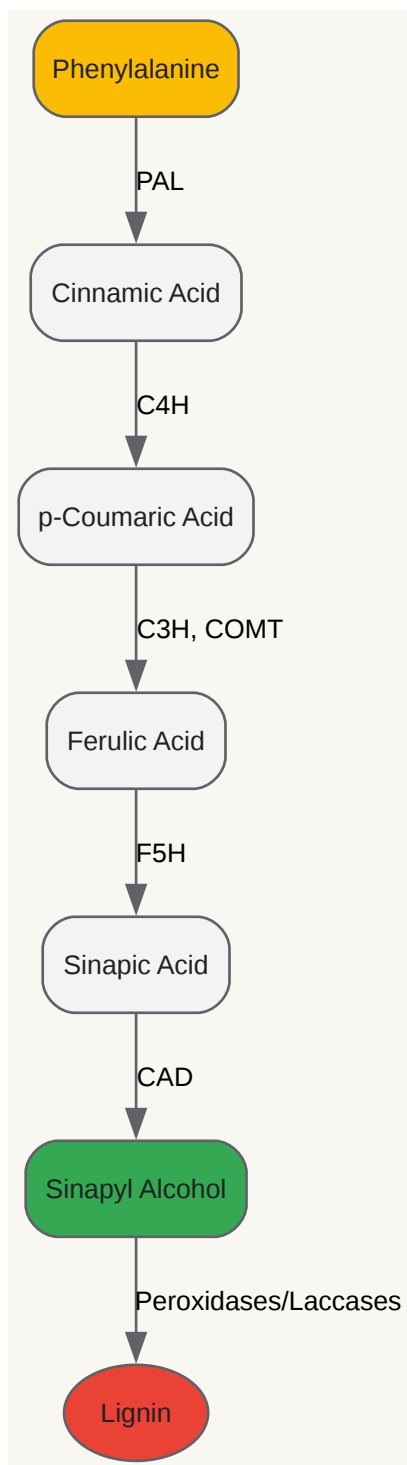 Phenylalanine
PAL
Cinnamic Acid
C4H
p-Coumaric Acid
C3H, COMT
Ferulic Acid
F5H
Sinapic Acid
CAD
Sinapyl Alcohol
Peroxidases/Laccases
Lignin